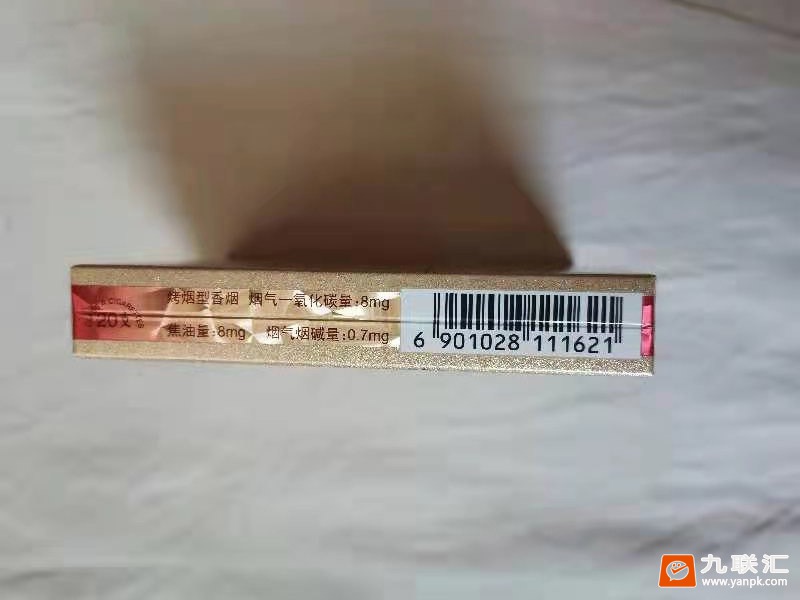 20支
CIGARETTES
烤烟型香烟 烟气一氧化碳量:8mg
焦油量:8mg 烟气烟碱量:0.7mg
6 901028 111621
九联汇
www.yanpk.com